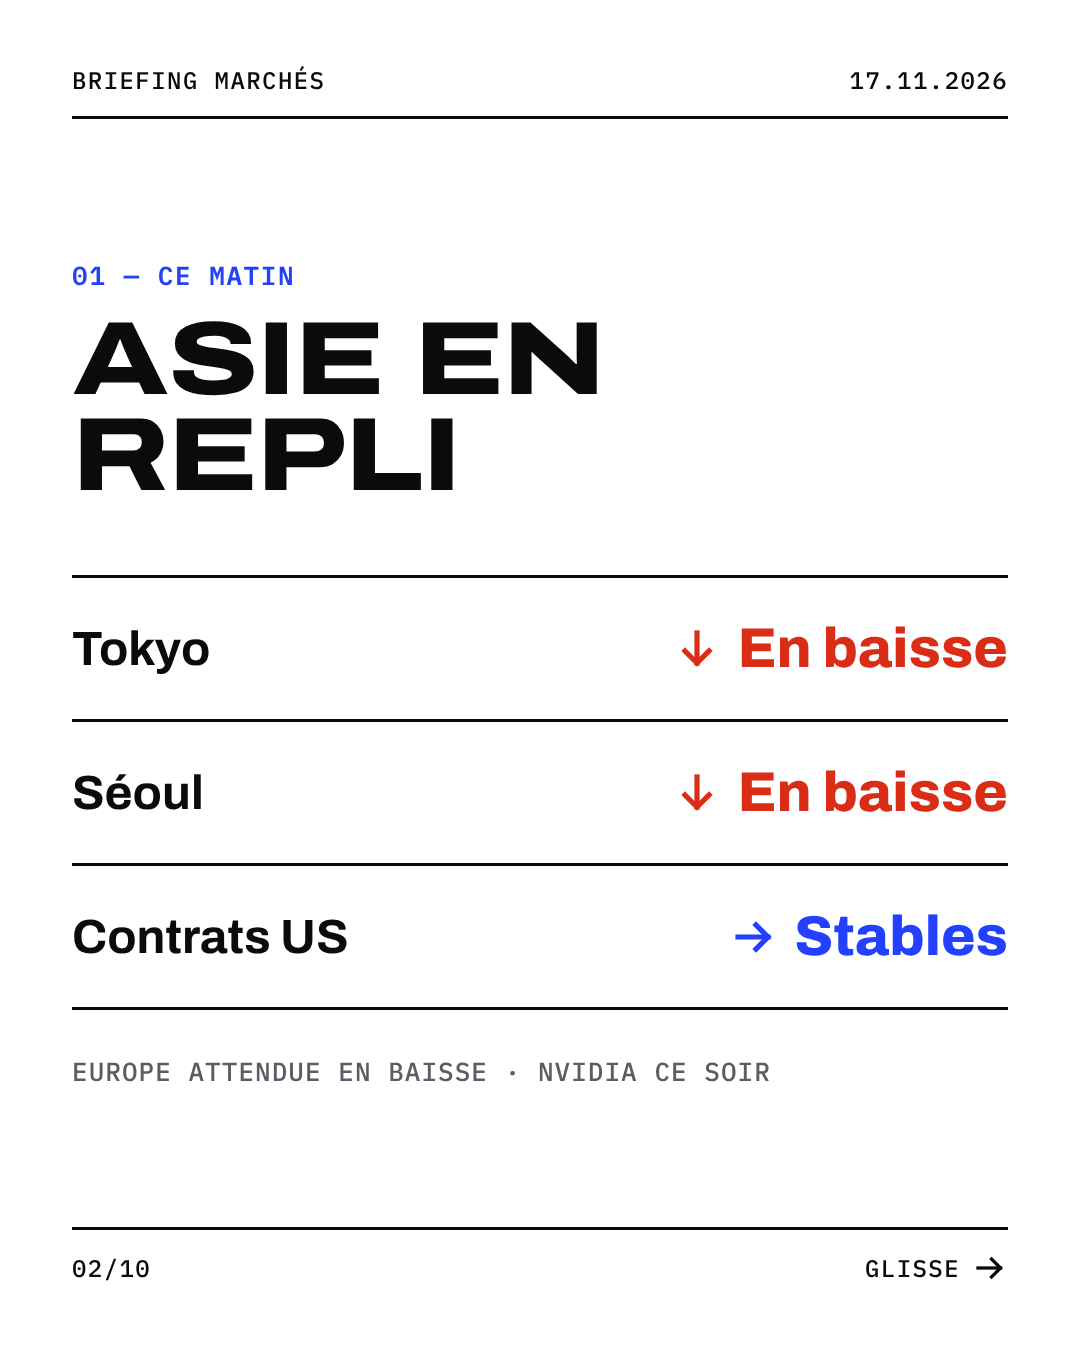 BRIEFING MARCHÉS
17.11.2026
01 — CE MATIN
ASIE EN
REPLI
Tokyo
↓ En baisse
Séoul
↓ En baisse
Contrats US
→ Stables
EUROPE ATTENDUE EN BAISSE · NVIDIA CE SOIR
02/10
GLISSE →